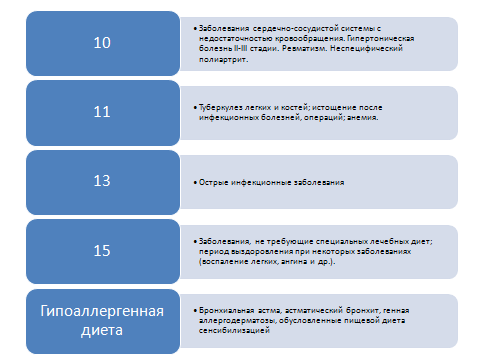 10
• Заболевания сердечно-сосудистой системы с
недостаточностью кровообращения. Гипертоническая
болезнь II-III стадии. Ревматизм. Неспецифический
полиартрит.
11
• Туберкулез легких и костей; истощение после
инфекционных болезней, операций; анемия.
13
• Острые инфекционные заболевания
15
• Заболевания, не требующие специальных лечебных диет;
период выздоровления при некоторых заболеваниях
(воспаление легких, ангина и др.).
Гипоаллергенная
диета
• Бронхиальная астма, астматический бронхит, генная
аллергодерматозы, обусловленные пищевой диета
сенсибилизацией